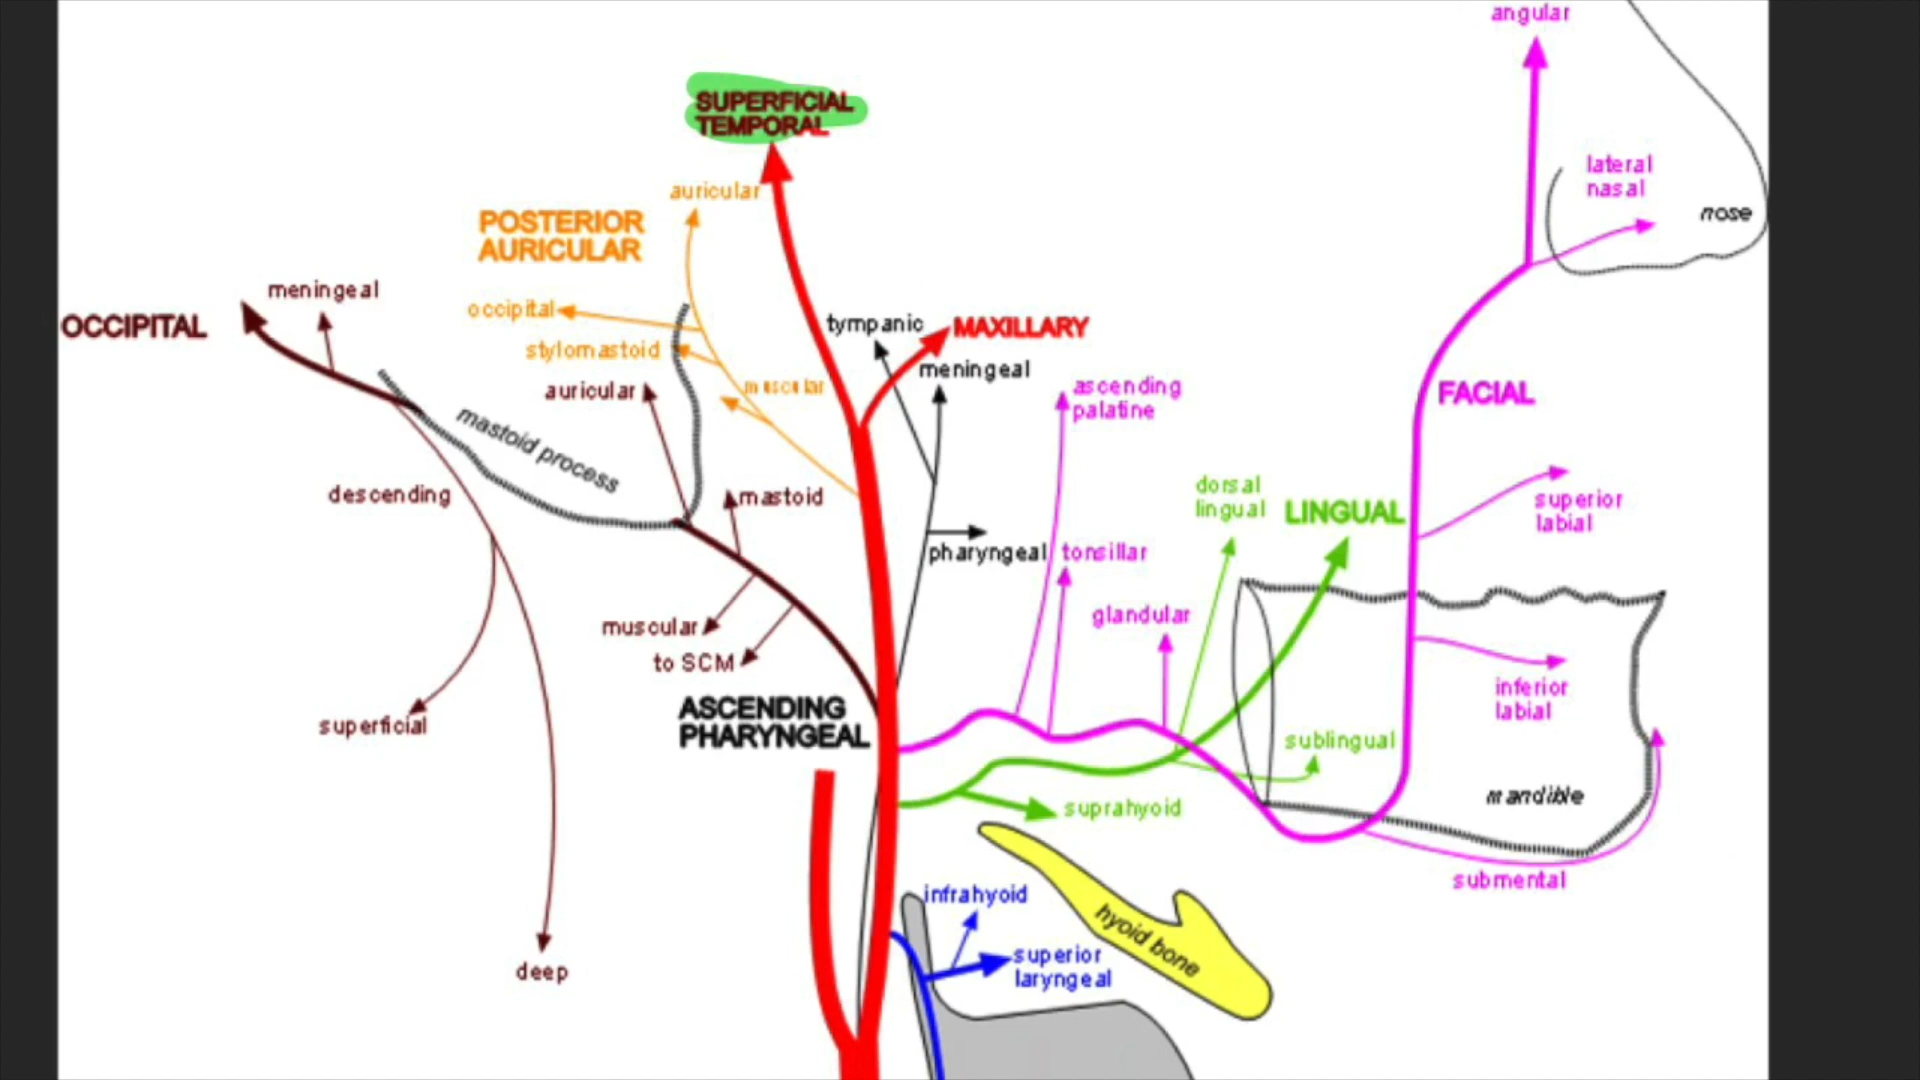 angular
SUPERFICIAL
TEMPORAL
lateral
nasal
nose
auricular
POSTERIOR
AURICULAR
meningeal
OCCIPITAL
occipital
tympanic
MAXILLARY
stylomastoid
meningeal
auricular
muscular
ascending
palatine
FACIAL
mastoid process
descending
mastoid
dorsal
lingual
LINGUAL
superior
labial
pharyngeal
tonsillar
glandular
muscular
to SCM
inferior
labial
ASCENDING
PHARYNGEAL
superficial
sublingual
mandible
suprahyoid
submental
infrahyoid
hyoid bone
superior
laryngeal
deep